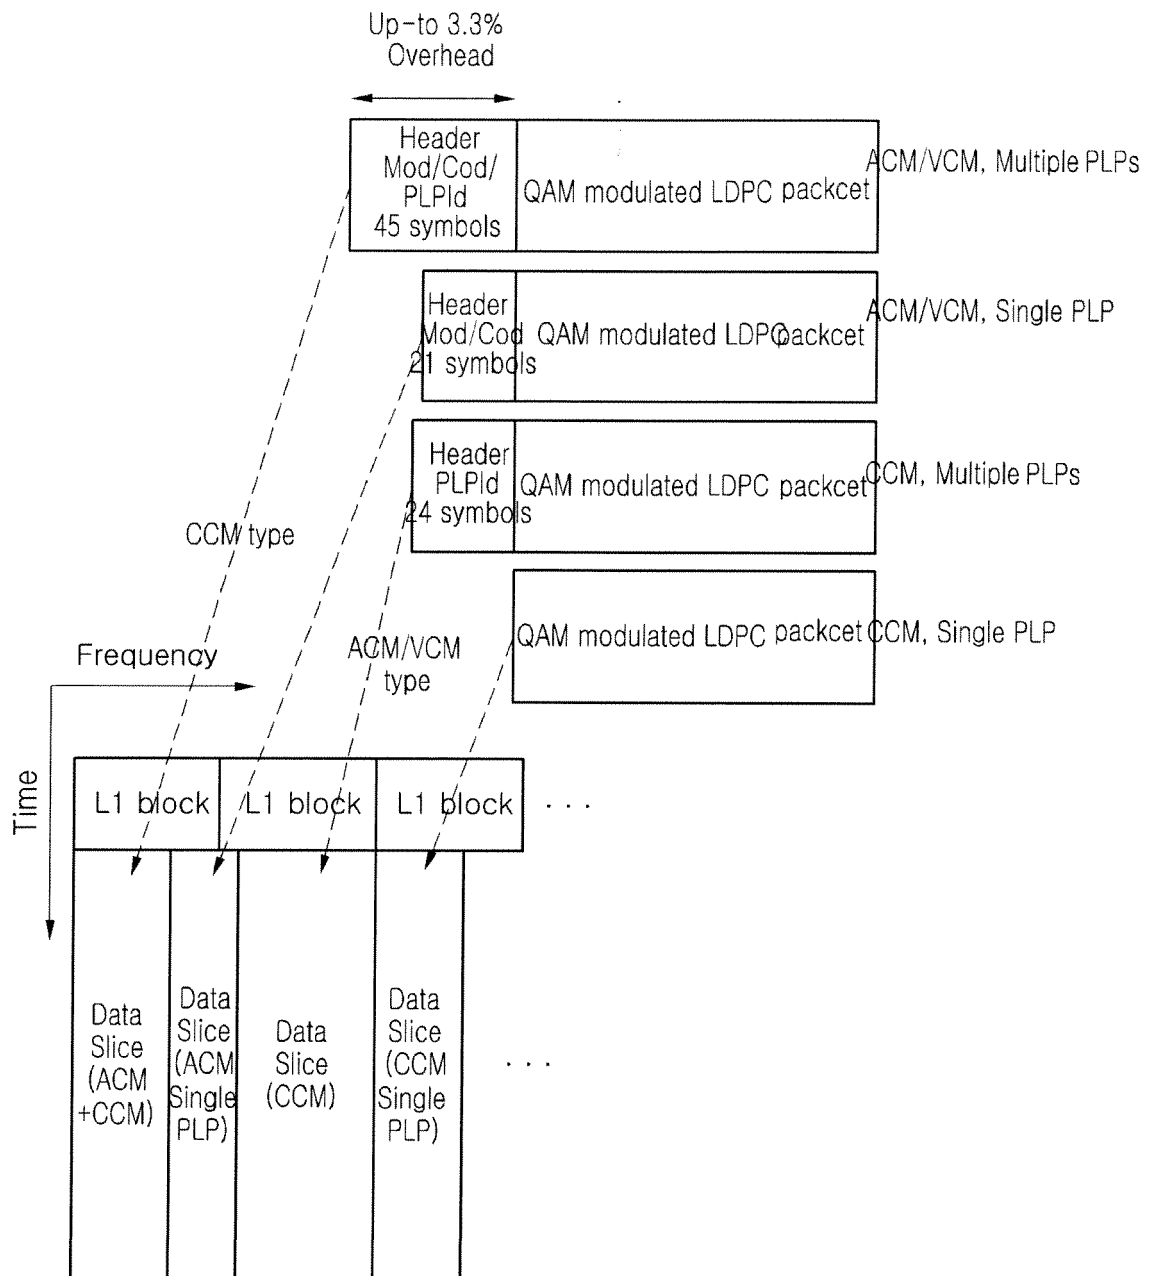 Up-to 3.3%
Overhead
Header
Mod/Cod/
PLPId
45 symbols
QAM modulated LDPC packcet
ACM/VCM, Multiple PLPs
Header
Mod/Cod
21 symbols
QAM modulated LDPC packcet
ACM/VCM, Single PLP
Header
PLPId
24 symbols
QAM modulated LDPC packcet
CCM, Multiple PLPs
CCM type
QAM modulated LDPC packcet
CCM, Single PLP
ACM/VCM
type
Frequency
Time
L1 block
L1 block
L1 block
. . .
Data
Slice
(ACM
+CCM)
Data
Slice
(ACM
Single
PLP)
Data
Slice
(CCM)
Data
Slice
(CCM
Single
PLP)
. . .